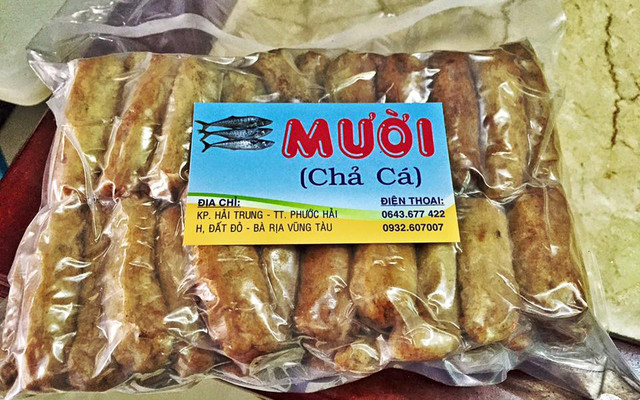 MƯỜI
(Chả Cá)
ĐỊA CHỈ:
KP. HẢI TRUNG - TT. PHƯỚC HẢI
H, ĐẤT ĐỎ - BÀ RỊA VŨNG TÀU
ĐIỆN THOẠI:
0643.677 422
0932.607007